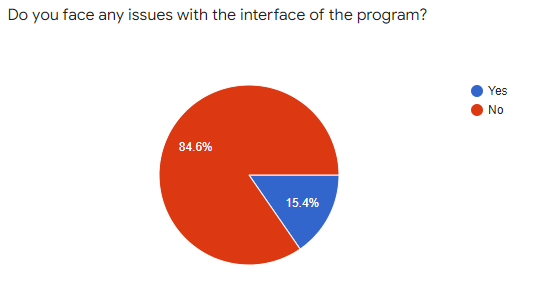 Do you face any issues with the interface of the program?
Yes
No
84.6%
15.4%